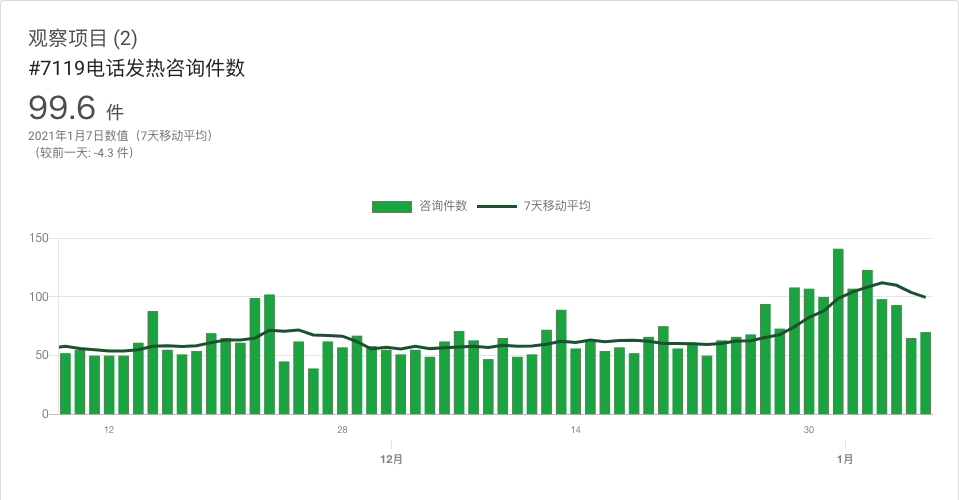 观察项目 (2)
#7119电话发热咨询件数
99.6 件
2021年1月7日数值（7天移动平均）
（较前一天: -4.3 件）
咨询件数 7天移动平均
150
100
50
0
12 28 14 30
12月 1月